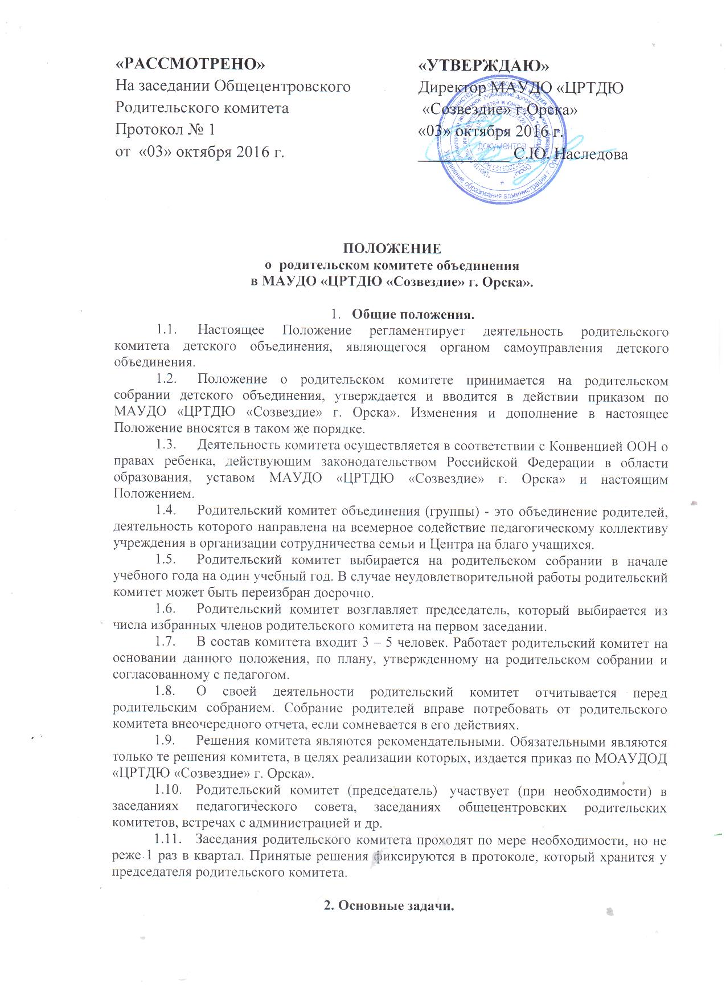 «РАССМОТРЕНО»
На заседании Общецентровского
Родительского комитета
Протокол № 1
от «03» октября 2016 г.
«УТВЕРЖДАЮ»
Директор МАУДО «ЦРТДЮ
«Созвездие» г.Орска»
«03» октября 2016 г.
____________ С.Ю. Наследова
документов
Управление образования администрации г. Орска
ПОЛОЖЕНИЕ
о родительском комитете объединения
в МАУДО «ЦРТДЮ «Созвездие» г. Орска».
1. Общие положения.
1.1. Настоящее Положение регламентирует деятельность родительского
комитета детского объединения, являющегося органом самоуправления детского
объединения.
1.2. Положение о родительском комитете принимается на родительском
собрании детского объединения, утверждается и вводится в действии приказом по
МАУДО «ЦРТДЮ «Созвездие» г. Орска». Изменения и дополнение в настоящее
Положение вносятся в таком же порядке.
1.3. Деятельность комитета осуществляется в соответствии с Конвенцией ООН о
правах ребенка, действующим законодательством Российской Федерации в области
образования, уставом МАУДО «ЦРТДЮ «Созвездие» г. Орска» и настоящим
Положением.
1.4. Родительский комитет объединения (группы) - это объединение родителей,
деятельность которого направлена на всемерное содействие педагогическому коллективу
учреждения в организации сотрудничества семьи и Центра на благо учащихся.
1.5. Родительский комитет выбирается на родительском собрании в начале
учебного года на один учебный год. В случае неудовлетворительной работы родительский
комитет может быть переизбран досрочно.
1.6. Родительский комитет возглавляет председатель, который выбирается из
числа избранных членов родительского комитета на первом заседании.
1.7. В состав комитета входит 3 – 5 человек. Работает родительский комитет на
основании данного положения, по плану, утвержденному на родительском собрании и
согласованному с педагогом.
1.8. О своей деятельности родительский комитет отчитывается перед
родительским собранием. Собрание родителей вправе потребовать от родительского
комитета внеочередного отчета, если сомневается в его действиях.
1.9. Решения комитета являются рекомендательными. Обязательными являются
только те решения комитета, в целях реализации которых, издается приказ по МОАУДОД
«ЦРТДЮ «Созвездие» г. Орска».
1.10. Родительский комитет (председатель) участвует (при необходимости) в
заседаниях педагогического совета, заседаниях общецентровских родительских
комитетов, встречах с администрацией и др.
1.11. Заседания родительского комитета проходят по мере необходимости, но не
реже 1 раз в квартал. Принятые решения фиксируются в протоколе, который хранится у
председателя родительского комитета.
2. Основные задачи.